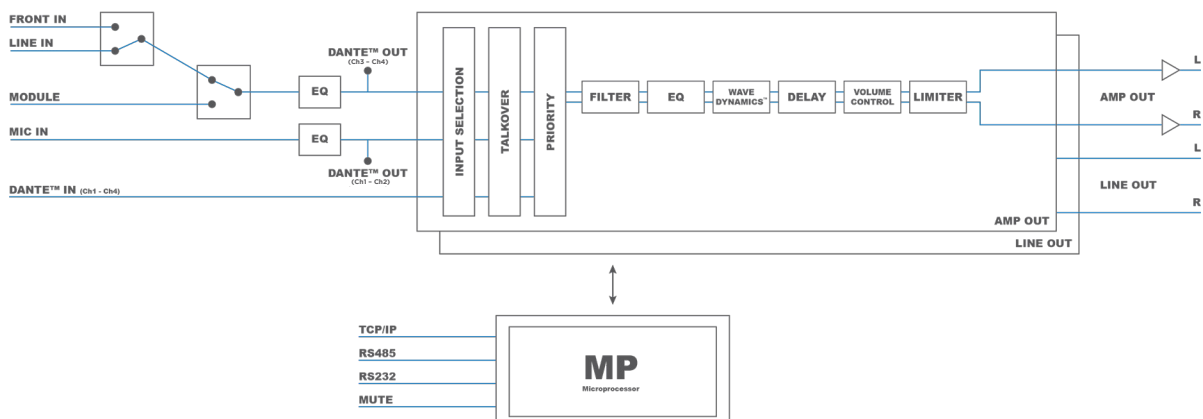 FRONT IN
LINE IN
MODULE
MIC IN
DANTE™ IN (Ch1 - Ch4)
EQ
EQ
DANTE™ OUT
(Ch3 - Ch4)
DANTE™ OUT
(Ch1 - Ch2)
INPUT SELECTION
TALKOVER
PRIORITY
FILTER
EQ
WAVE
DYNAMICS™
DELAY
VOLUME
CONTROL
LIMITER
AMP OUT
LINE OUT
L
AMP OUT
R
L
LINE OUT
R
TCP/IP
RS485
RS232
MUTE
MP
Microprocessor